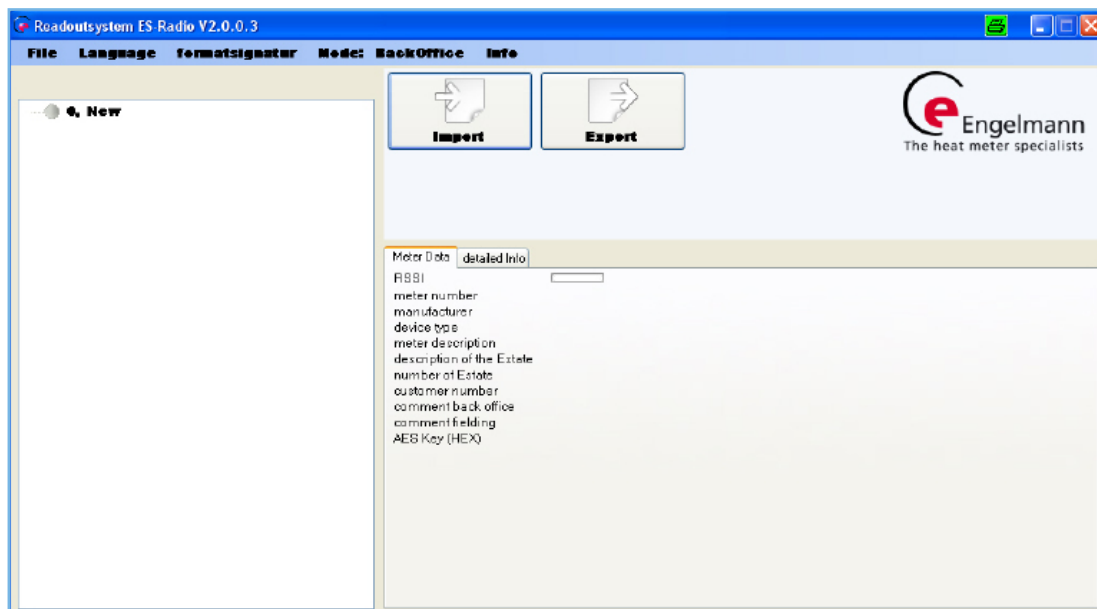 Readoutsystem ES-Radio V2.0.0.3
File Language formatsignatur Mode: BackOffice Info
0, New
Import Export
e Engelmann
The heat meter specialists
Meter Data detailed Info
RSSI
meter number
manufacturer
device type
meter description
description of the Estate
number of Estate
customer number
comment back office
comment fielding
AES Key (HEX)